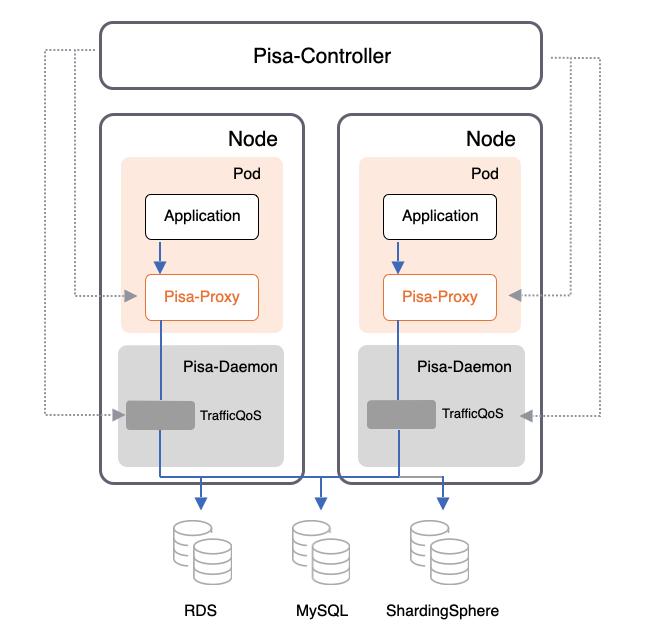 Pisa-Controller
Node
Node
Pod
Pod
Application
Application
Pisa-Proxy
Pisa-Proxy
Pisa-Daemon
Pisa-Daemon
TrafficQoS
TrafficQoS
RDS
MySQL
ShardingSphere